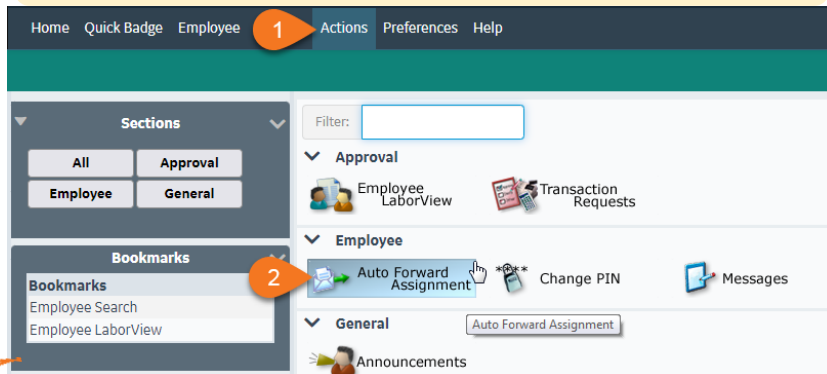 Home Quick Badge Employee 1 Actions Preferences Help
Sections
All Approval
Employee General
Bookmarks
Bookmarks
Employee Search
Employee LaborView
Filter:
Approval
Employee LaborView
Transaction Requests
Employee
2
Auto Forward Assignment
**** Change PIN
Messages
General
Auto Forward Assignment
Announcements